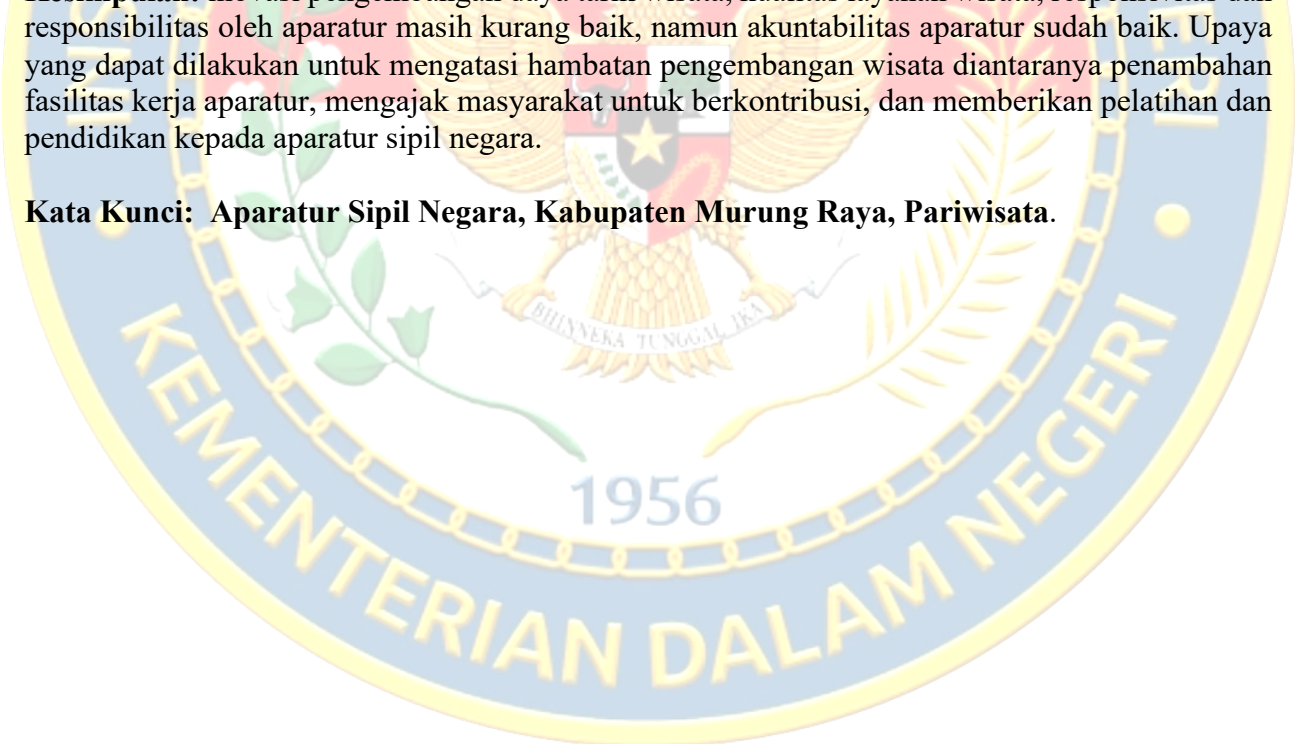 responsibilitas oleh aparatur masih kurang baik, namun akuntabilitas aparatur sudah baik. Upaya
yang dapat dilakukan untuk mengatasi hambatan pengembangan wisata diantaranya penambahan
fasilitas kerja aparatur, mengajak masyarakat untuk berkontribusi, dan memberikan pelatihan dan
pendidikan kepada aparatur sipil negara.
Kata Kunci: Aparatur Sipil Negara, Kabupaten Murung Raya, Pariwisata.
BHINNEKA TUNGGAL IKA
1956
KEMENTERIAN DALAM NEGERI